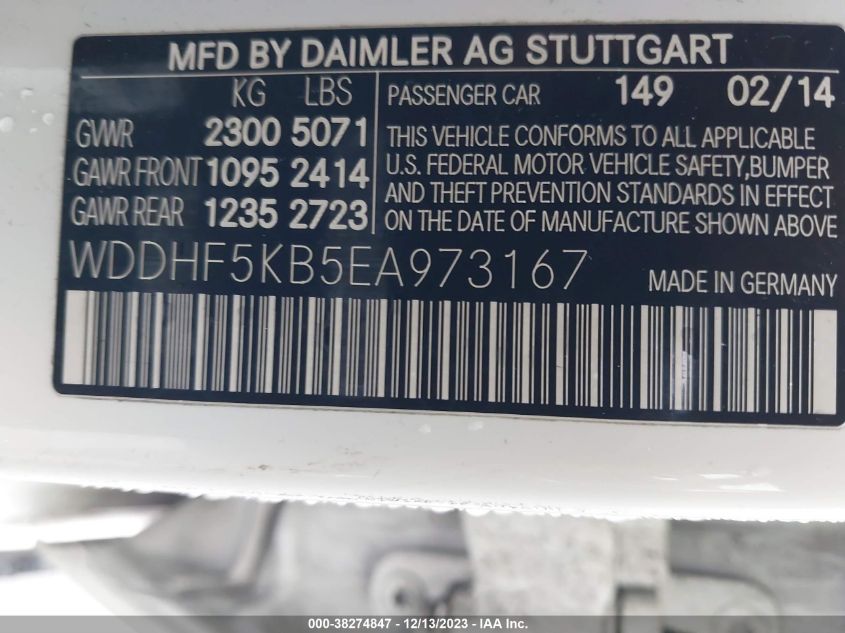 MFD BY DAIMLER AG STUTTGART
KG LBS
GVWR 2300 5071
GAWR FRONT 1095 2414
GAWR REAR 1235 2723
PASSENGER CAR 149 02/14
THIS VEHICLE CONFORMS TO ALL APPLICABLE
U.S. FEDERAL MOTOR VEHICLE SAFETY,BUMPER
AND THEFT PREVENTION STANDARDS IN EFFECT
ON THE DATE OF MANUFACTURE SHOWN ABOVE
WDDHF5KB5EA973167
MADE IN GERMANY
000-38274847 - 12/13/2023 - IAA Inc.